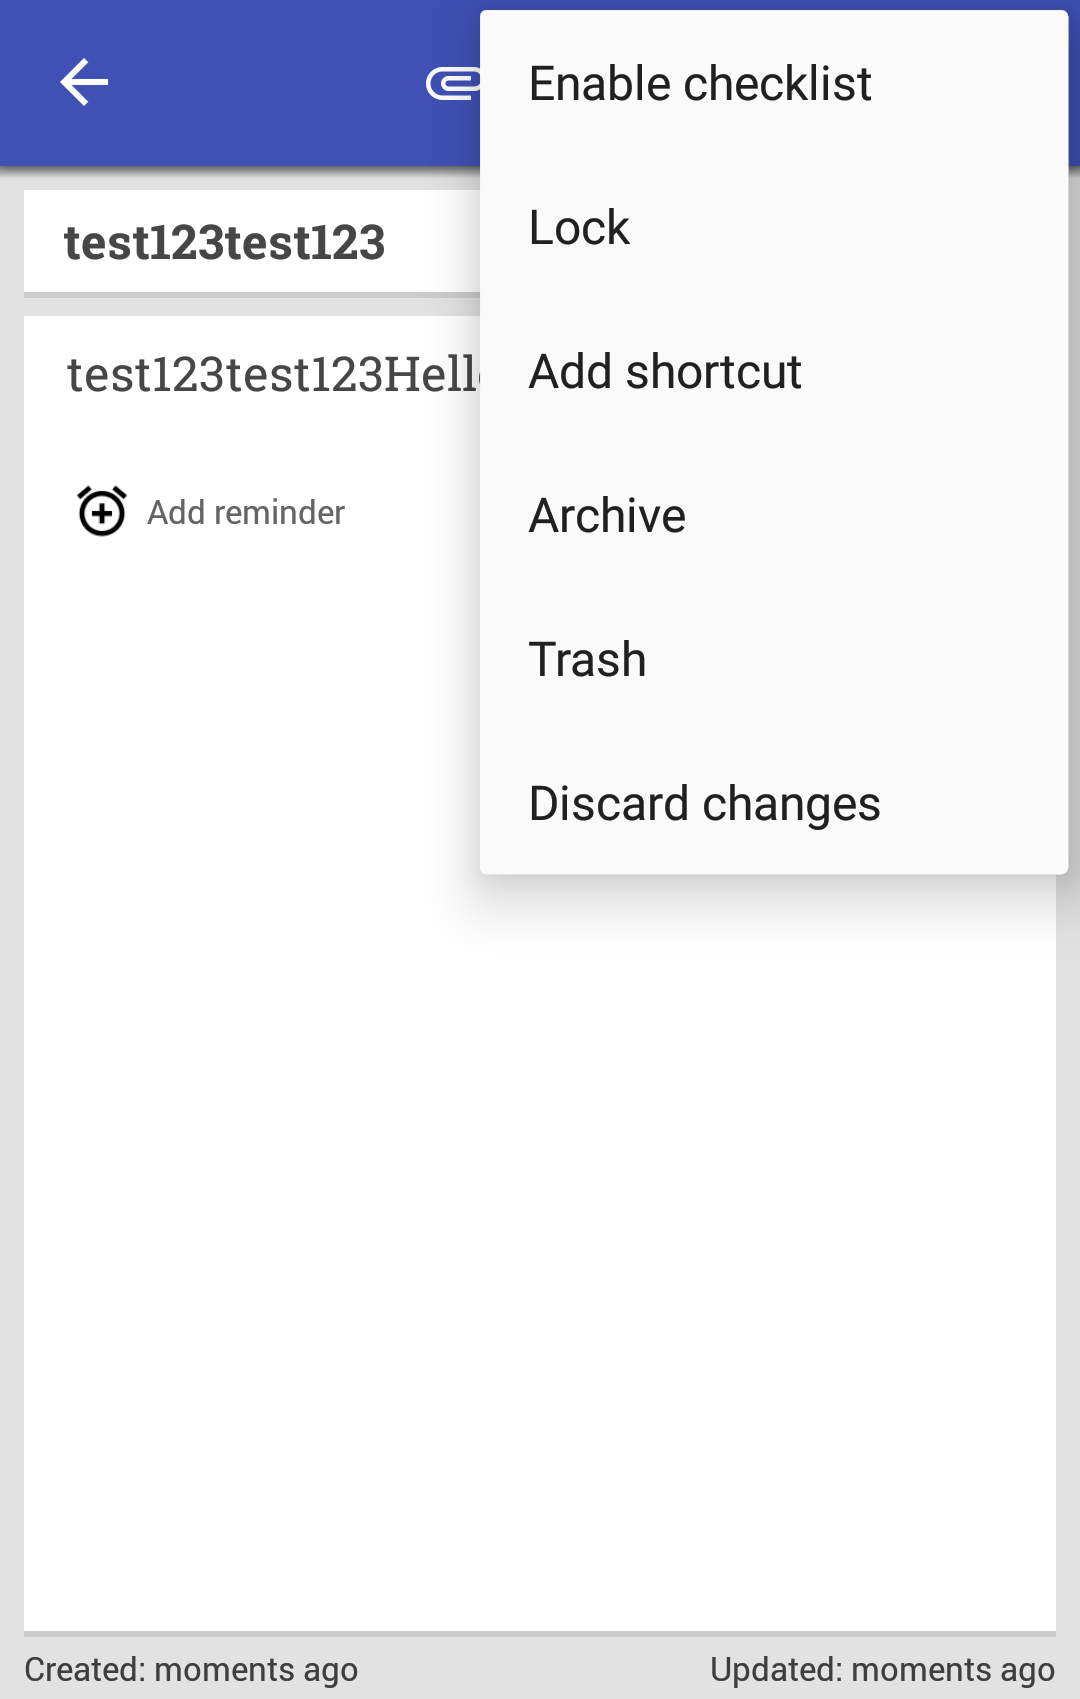 Enable checklist
Lock
Add shortcut
Archive
Trash
Discard changes
test123test123
test123test123Hell
Add reminder
Created: moments ago
Updated: moments ago